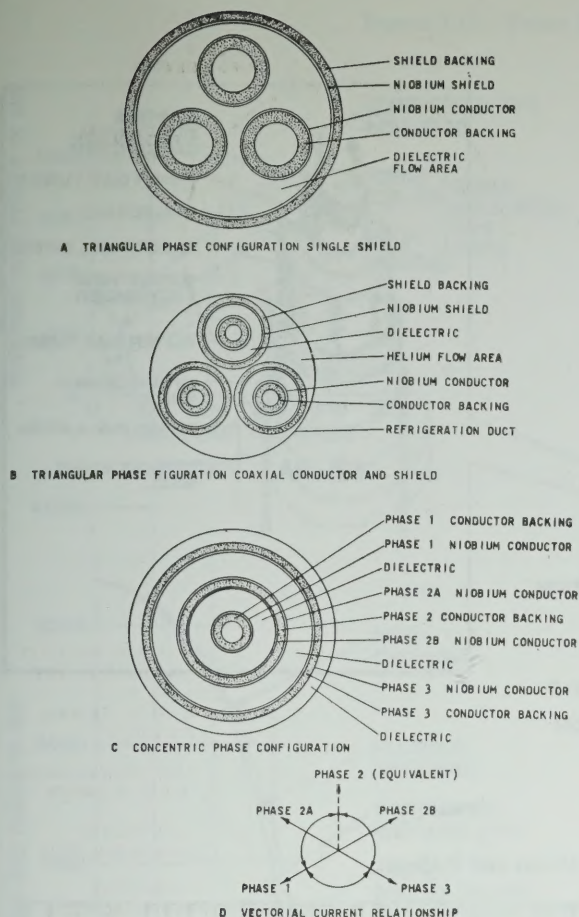 SHIELD BACKING
NIOBIUM SHIELD
NIOBIUM CONDUCTOR
CONDUCTOR BACKING
DIELECTRIC
FLOW AREA
A TRIANGULAR PHASE CONFIGURATION SINGLE SHIELD
SHIELD BACKING
NIOBIUM SHIELD
DIELECTRIC
HELIUM FLOW AREA
NIOBIUM CONDUCTOR
CONDUCTOR BACKING
REFRIGERATION DUCT
B TRIANGULAR PHASE FIGURATION COAXIAL CONDUCTOR AND SHIELD
PHASE 1 CONDUCTOR BACKING
PHASE 1 NIOBIUM CONDUCTOR
DIELECTRIC
PHASE 2A NIOBIUM CONDUCTOR
PHASE 2 CONDUCTOR BACKING
PHASE 2B NIOBIUM CONDUCTOR
DIELECTRIC
PHASE 3 NIOBIUM CONDUCTOR
PHASE 3 CONDUCTOR BACKING
DIELECTRIC
C CONCENTRIC PHASE CONFIGURATION
PHASE 2 (EQUIVALENT)
PHASE 2A PHASE 2B
PHASE 1 PHASE 3
D VECTORIAL CURRENT RELATIONSHIP